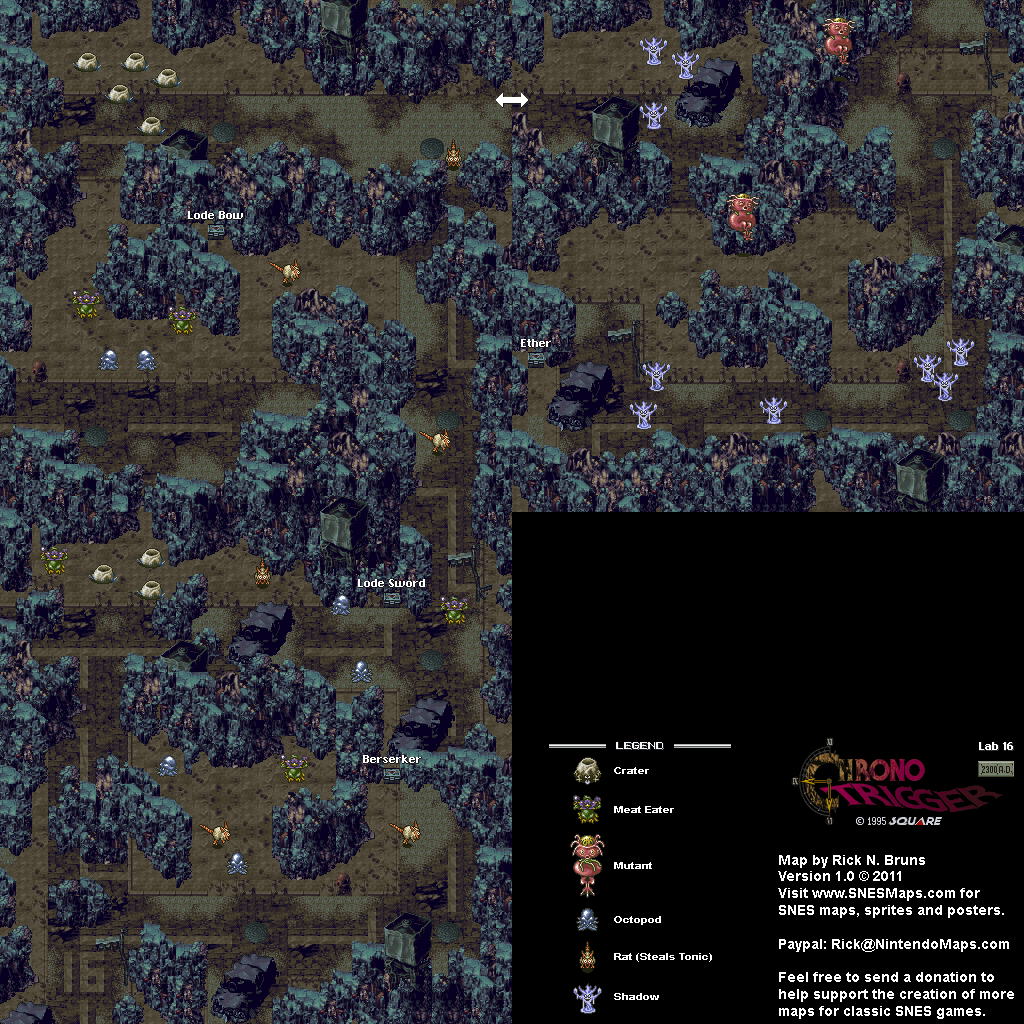 Lode Bow
Ether
Lode Sword
Berserker
16
LEGEND
Crater
Meat Eater
Mutant
Octopod
Rat (Steals Tonic)
Shadow
Lab 16
2300 A.D.
CHRONO
TRIGGER
© 1995 SQUARE
Map by Rick N. Bruns
Version 1.0 © 2011
Visit www.SNESMaps.com for
SNES maps, sprites and posters.
Paypal: Rick@NintendoMaps.com
Feel free to send a donation to
help support the creation of more
maps for classic SNES games.